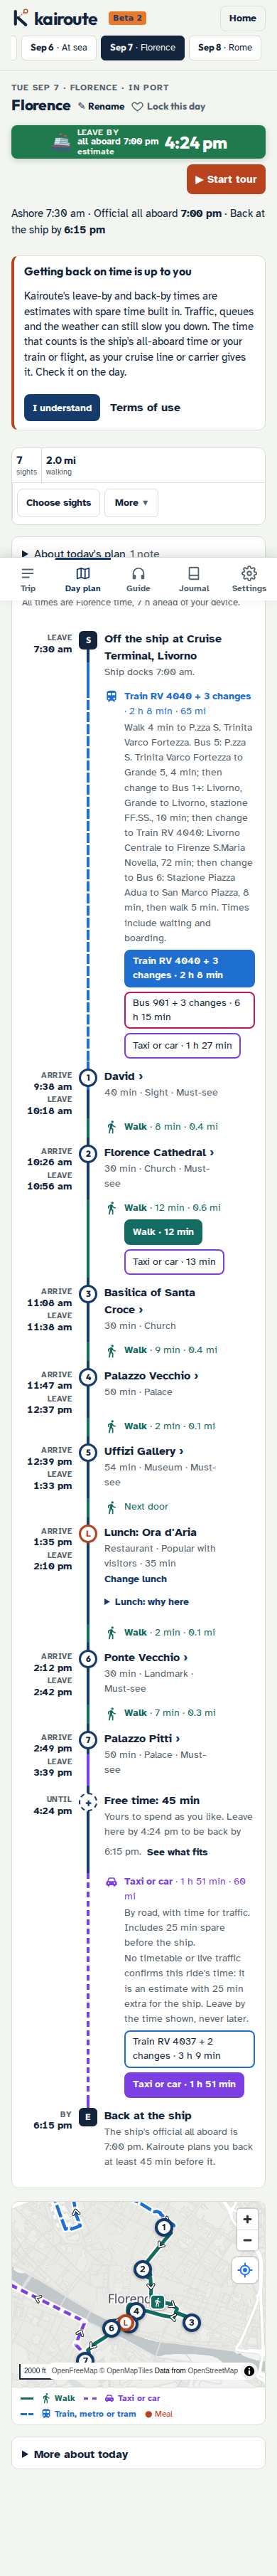 kairoute Beta 2 Home
Sep 6 · At sea Sep 7 · Florence Sep 8 · Rome
TUE SEP 7 · FLORENCE · IN PORT
Florence ✎ Rename Lock this day
LEAVE BY
all aboard 7:00 pm
estimate
4:24 pm
▶ Start tour
Ashore 7:30 am · Official all aboard 7:00 pm · Back at
the ship by 6:15 pm
Getting back on time is up to you
Kairoute's leave-by and back-by times are
estimates with spare time built in. Traffic, queues
and the weather can still slow you down. The time
that counts is the ship's all-aboard time or your
train or flight, as your cruise line or carrier gives
it. Check it on the day.
I understand Terms of use
7 2.0 mi
sights walking
Choose sights More ▾
▶ About today's plan 1 note
Trip Day plan Guide Journal Settings
All times are Florence time, 7 h ahead of your device.
LEAVE
7:30 am
S
Off the ship at Cruise
Terminal, Livorno
Ship docks 7:00 am.
Train RV 4040 + 3 changes
· 2 h 8 min · 65 mi
Walk 4 min to P.zza S. Trinita
Varco Fortezza. Bus 5: P.zza
S. Trinita Varco Fortezza to
Grande 5, 4 min; then
change to Bus 1+: Livorno,
Grande to Livorno, stazione
FF.SS., 10 min; then change
to Train RV 4040: Livorno
Centrale to Firenze S.Maria
Novella, 72 min; then change
to Bus 6: Stazione Piazza
Adua to San Marco Piazza, 8
min, then walk 5 min. Times
include waiting and
boarding.
Train RV 4040 + 3
changes · 2 h 8 min
Bus 901 + 3 changes · 6
h 15 min
Taxi or car · 1 h 27 min
ARRIVE
9:38 am
LEAVE
10:18 am
1
David ›
40 min · Sight · Must-see
Walk · 8 min · 0.4 mi
ARRIVE
10:26 am
LEAVE
10:56 am
2
Florence Cathedral ›
30 min · Church · Must-
see
Walk · 12 min · 0.6 mi
Walk · 12 min
Taxi or car · 13 min
ARRIVE
11:08 am
LEAVE
11:38 am
3
Basilica of Santa
Croce ›
30 min · Church
Walk · 9 min · 0.4 mi
ARRIVE
11:47 am
LEAVE
12:37 pm
4
Palazzo Vecchio ›
50 min · Palace
Walk · 2 min · 0.1 mi
ARRIVE
12:39 pm
LEAVE
1:33 pm
5
Uffizi Gallery ›
54 min · Museum · Must-
see
Next door
ARRIVE
1:35 pm
LEAVE
2:10 pm
L
Lunch: Ora d'Aria
Restaurant · Popular with
visitors · 35 min
Change lunch
▶ Lunch: why here
Walk · 2 min · 0.1 mi
ARRIVE
2:12 pm
LEAVE
2:42 pm
6
Ponte Vecchio ›
30 min · Landmark ·
Must-see
Walk · 7 min · 0.3 mi
ARRIVE
2:49 pm
LEAVE
3:39 pm
7
Palazzo Pitti ›
50 min · Palace · Must-
see
UNTIL
4:24 pm
+
Free time: 45 min
Yours to spend as you like. Leave
here by 4:24 pm to be back by
6:15 pm. See what fits
Taxi or car · 1 h 51 min · 60
mi
By road, with time for traffic.
Includes 25 min spare
before the ship.
No timetable or live traffic
confirms this ride's time: it
is an estimate with 25 min
extra for the ship. Leave by
the time shown, never later.
Train RV 4037 + 2
changes · 3 h 9 min
Taxi or car · 1 h 51 min
BY
6:15 pm
E
Back at the ship
The ship's official all aboard is
7:00 pm. Kairoute plans you back
at least 45 min before it.
1
2
Florence
4 L 3
6
7
+
−
2000 ft OpenFreeMap © OpenMapTiles Data from OpenStreetMap
Walk Taxi or car
Train, metro or tram Meal
▶ More about today